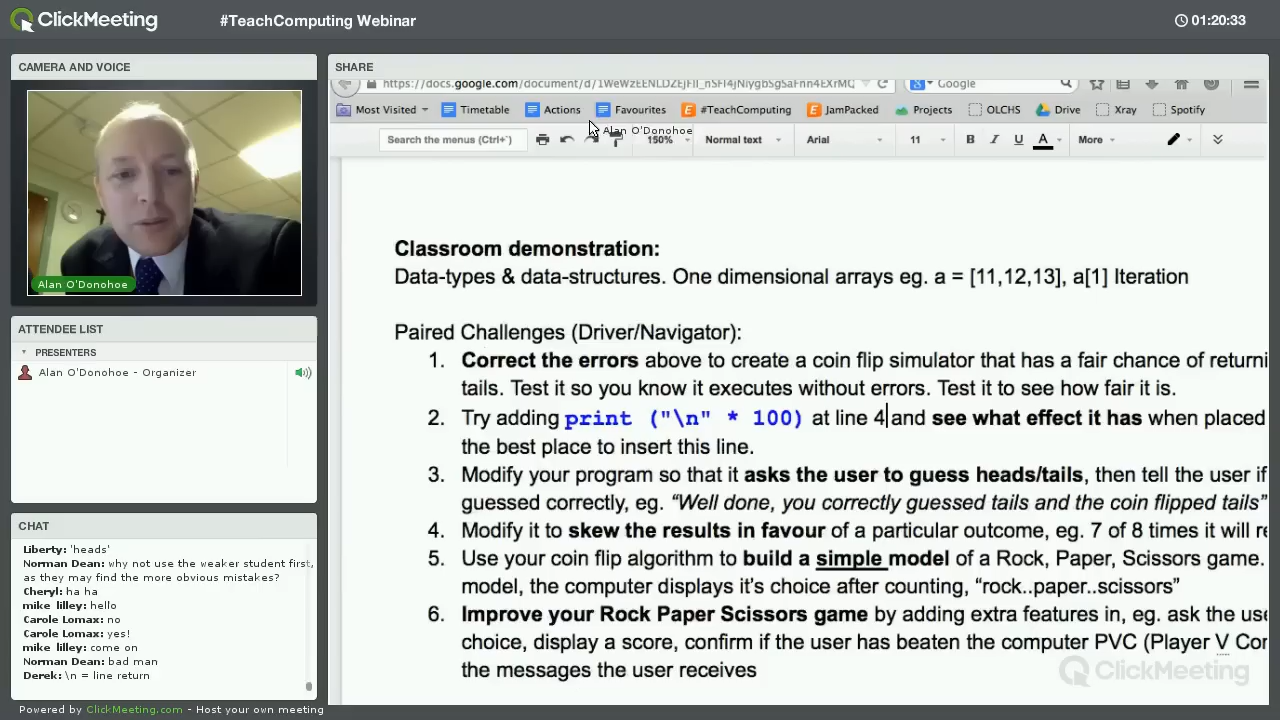 ClickMeeting
#TeachComputing Webinar
01:20:33
CAMERA AND VOICE
Alan O'Donohoe
ATTENDEE LIST
PRESENTERS
Alan O'Donohoe - Organizer
CHAT
Liberty: 'heads'
Norman Dean: why not use the weaker student first,
as they may find the more obvious mistakes?
Cheryl: ha ha
mike lilley: hello
Carole Lomax: no
Carole Lomax: yes!
mike lilley: come on
Norman Dean: bad man
Derek: \n = line return
Powered by ClickMeeting.com - Host your own meeting
SHARE
Google
Most Visited Timetable Actions Favourites #TeachComputing JamPacked Projects OLCHS Drive Xray Spotify
Alan O'Donohoe
Search the menus (Ctrl+') 150% Normal text Arial 11 B I U A More
Classroom demonstration:
Data-types & data-structures. One dimensional arrays eg. a = [11,12,13], a[1] Iteration
Paired Challenges (Driver/Navigator):
1. Correct the errors above to create a coin flip simulator that has a fair chance of returni
tails. Test it so you know it executes without errors. Test it to see how fair it is.
2. Try adding print ("\n" * 100) at line 4 and see what effect it has when placed
the best place to insert this line.
3. Modify your program so that it asks the user to guess heads/tails, then tell the user if
guessed correctly, eg. “Well done, you correctly guessed tails and the coin flipped tails”
4. Modify it to skew the results in favour of a particular outcome, eg. 7 of 8 times it will re
5. Use your coin flip algorithm to build a simple model of a Rock, Paper, Scissors game.
model, the computer displays it’s choice after counting, “rock..paper..scissors”
6. Improve your Rock Paper Scissors game by adding extra features in, eg. ask the use
choice, display a score, confirm if the user has beaten the computer PVC (Player V Con
the messages the user receives
ClickMeeting